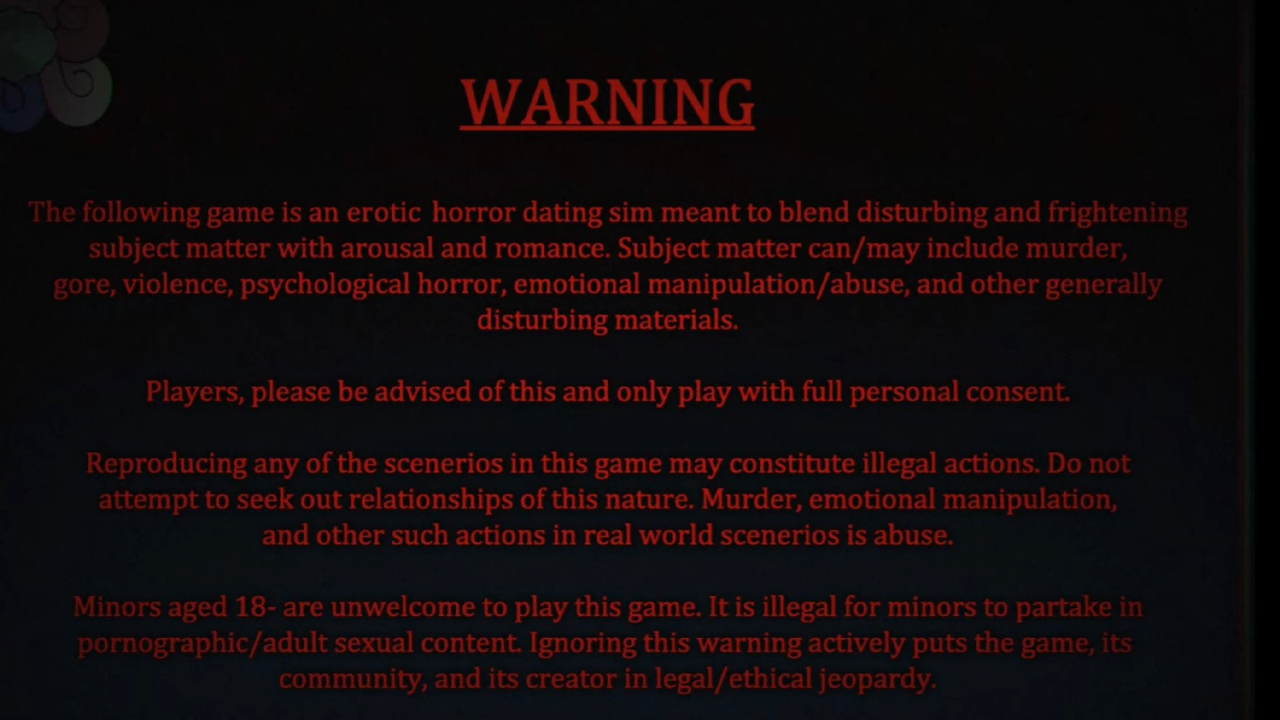 WARNING
The following game is an erotic horror dating sim meant to blend disturbing and frightening
subject matter with arousal and romance. Subject matter can/may include murder,
gore, violence, psychological horror, emotional manipulation/abuse, and other generally
disturbing materials.
Players, please be advised of this and only play with full personal consent.
Reproducing any of the scenerios in this game may constitute illegal actions. Do not
attempt to seek out relationships of this nature. Murder, emotional manipulation,
and other such actions in real world scenerios is abuse.
Minors aged 18- are unwelcome to play this game. It is illegal for minors to partake in
pornographic/adult sexual content. Ignoring this warning actively puts the game, its
community, and its creator in legal/ethical jeopardy.